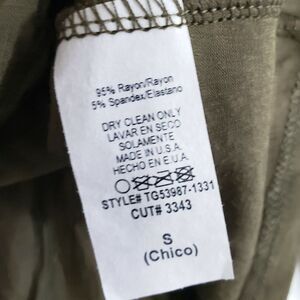 95% Rayon/Rayon
5% Spandex/Elastano
DRY CLEAN ONLY
LAVAR EN SECO
SOLAMENTE
MADE IN U.S.A.
HECHO EN E.U.A.
STYLE# TG53987-1331
CUT# 3343
S
(Chico)